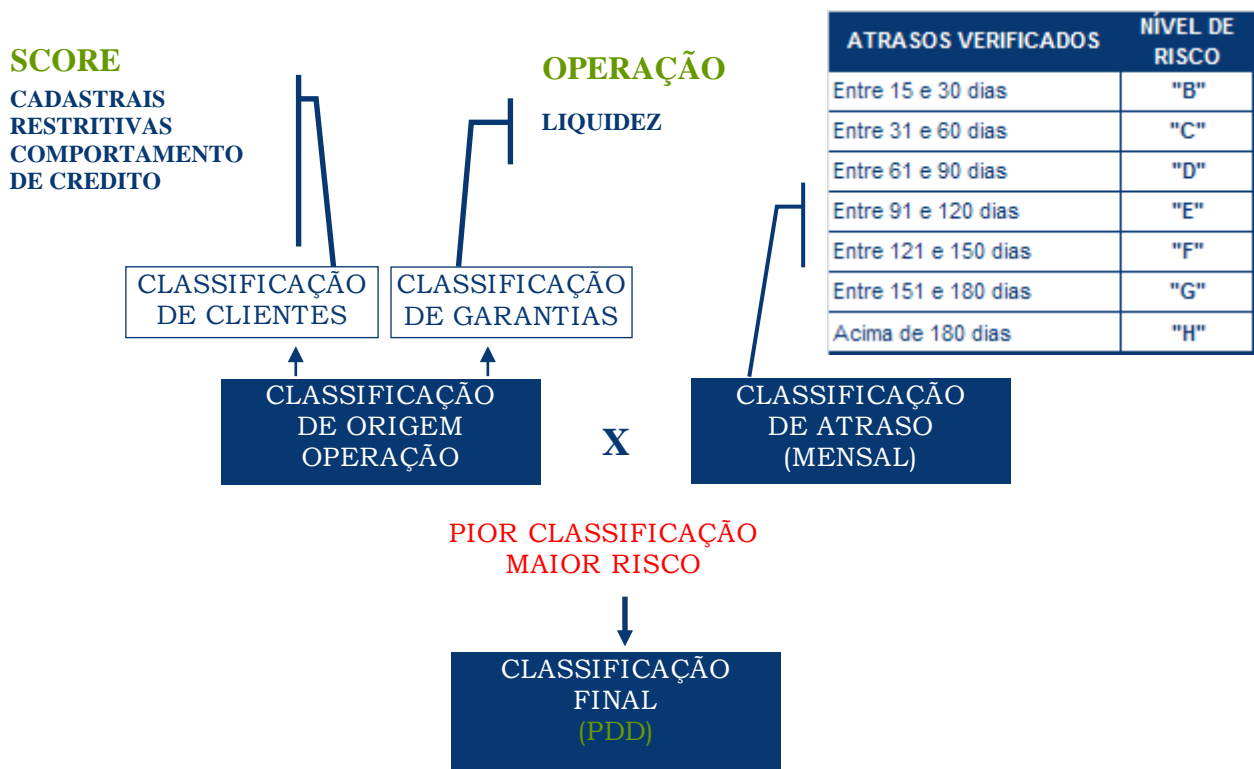 SCORE
CADASTRAIS
RESTRITIVAS
COMPORTAMENTO
DE CREDITO
OPERAÇÃO
LIQUIDEZ
ATRASOS VERIFICADOS NÍVEL DE RISCO
Entre 15 e 30 dias "B"
Entre 31 e 60 dias "C"
Entre 61 e 90 dias "D"
Entre 91 e 120 dias "E"
Entre 121 e 150 dias "F"
Entre 151 e 180 dias "G"
Acima de 180 dias "H"
CLASSIFICAÇÃO
DE CLIENTES
CLASSIFICAÇÃO
DE GARANTIAS
CLASSIFICAÇÃO
DE ORIGEM
OPERAÇÃO
X
CLASSIFICAÇÃO
DE ATRASO
(MENSAL)
PIOR CLASSIFICAÇÃO
MAIOR RISCO
CLASSIFICAÇÃO
FINAL
(PDD)